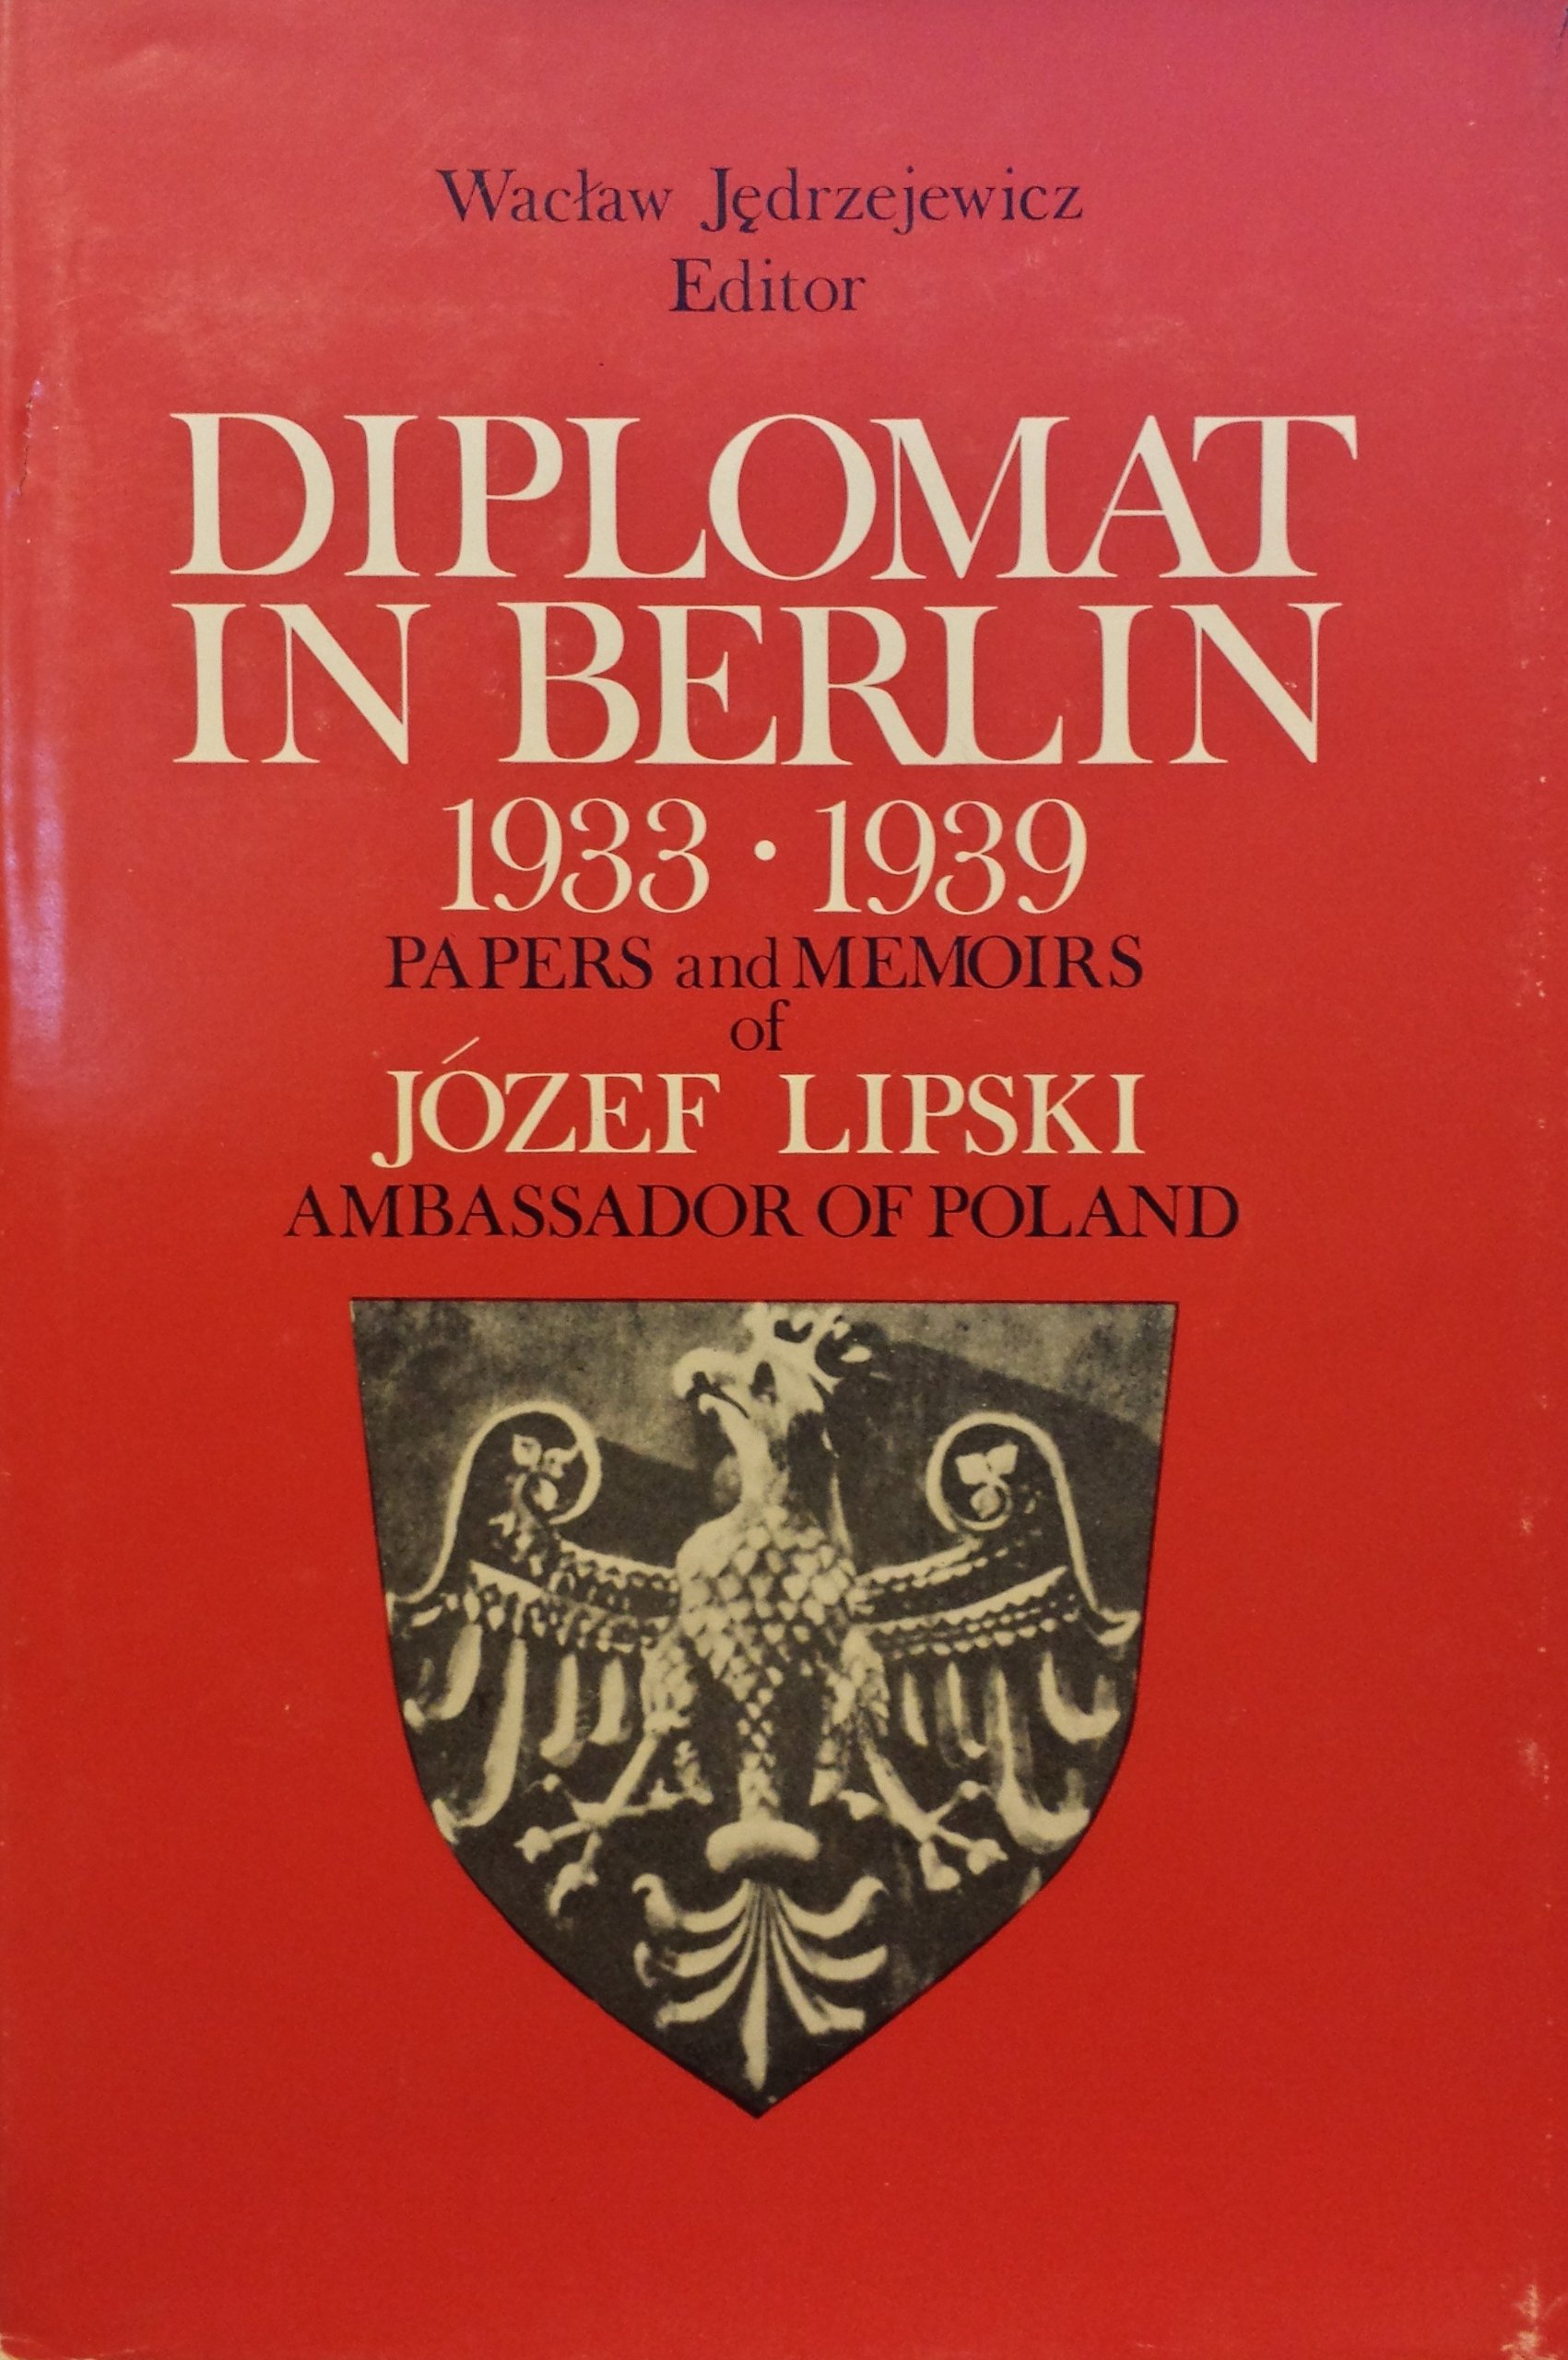 Wacław Jędrzejewicz
Editor
DIPLOMAT
IN BERLIN
1933 · 1939
PAPERS and MEMOIRS
of
JÓZEF LIPSKI
AMBASSADOR OF POLAND